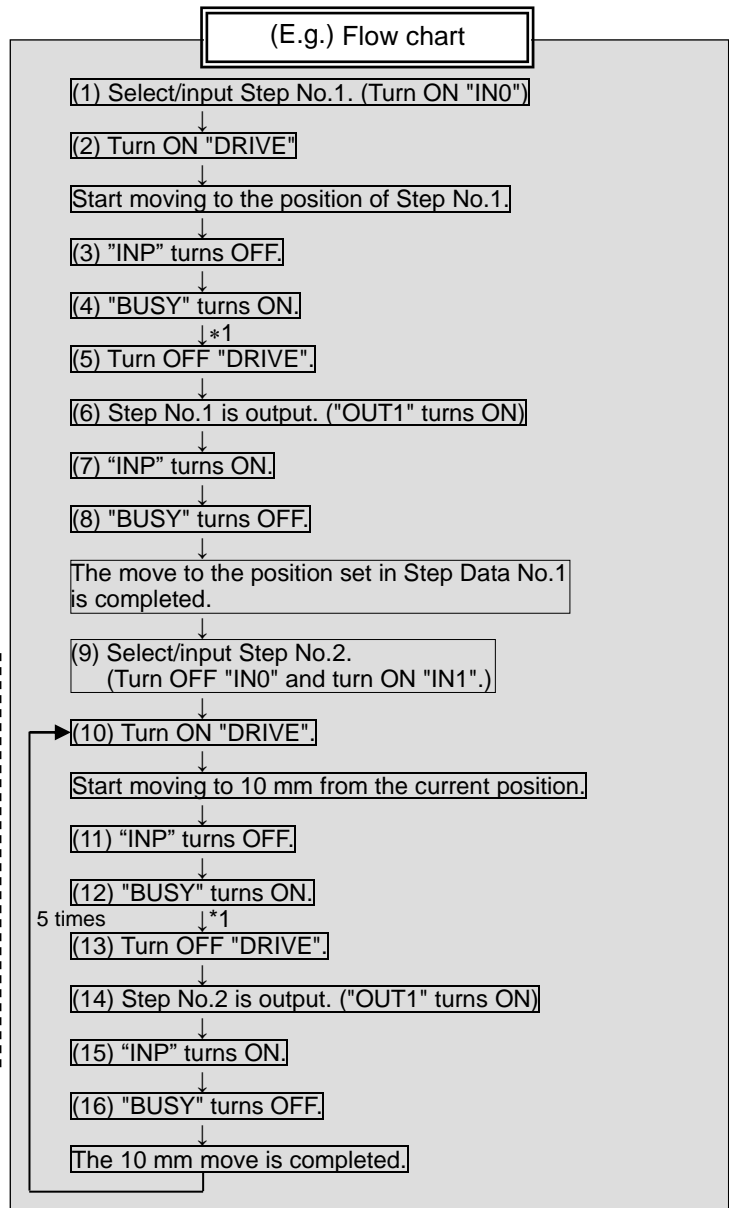 (E.g.) Flow chart
(1) Select/input Step No.1. (Turn ON "IN0")
↓
(2) Turn ON "DRIVE"
↓
Start moving to the position of Step No.1.
↓
(3) ”INP” turns OFF.
↓
(4) "BUSY" turns ON.
↓*1
(5) Turn OFF "DRIVE".
↓
(6) Step No.1 is output. ("OUT1" turns ON)
↓
(7) “INP” turns ON.
↓
(8) "BUSY" turns OFF.
↓
The move to the position set in Step Data No.1
is completed.
↓
(9) Select/input Step No.2.
(Turn OFF "IN0" and turn ON "IN1".)
↓
(10) Turn ON "DRIVE".
↓
Start moving to 10 mm from the current position.
↓
(11) “INP” turns OFF.
↓
(12) "BUSY" turns ON.
5 times ↓*1
(13) Turn OFF "DRIVE".
↓
(14) Step No.2 is output. ("OUT1" turns ON)
↓
(15) “INP” turns ON.
↓
(16) "BUSY" turns OFF.
↓
The 10 mm move is completed.